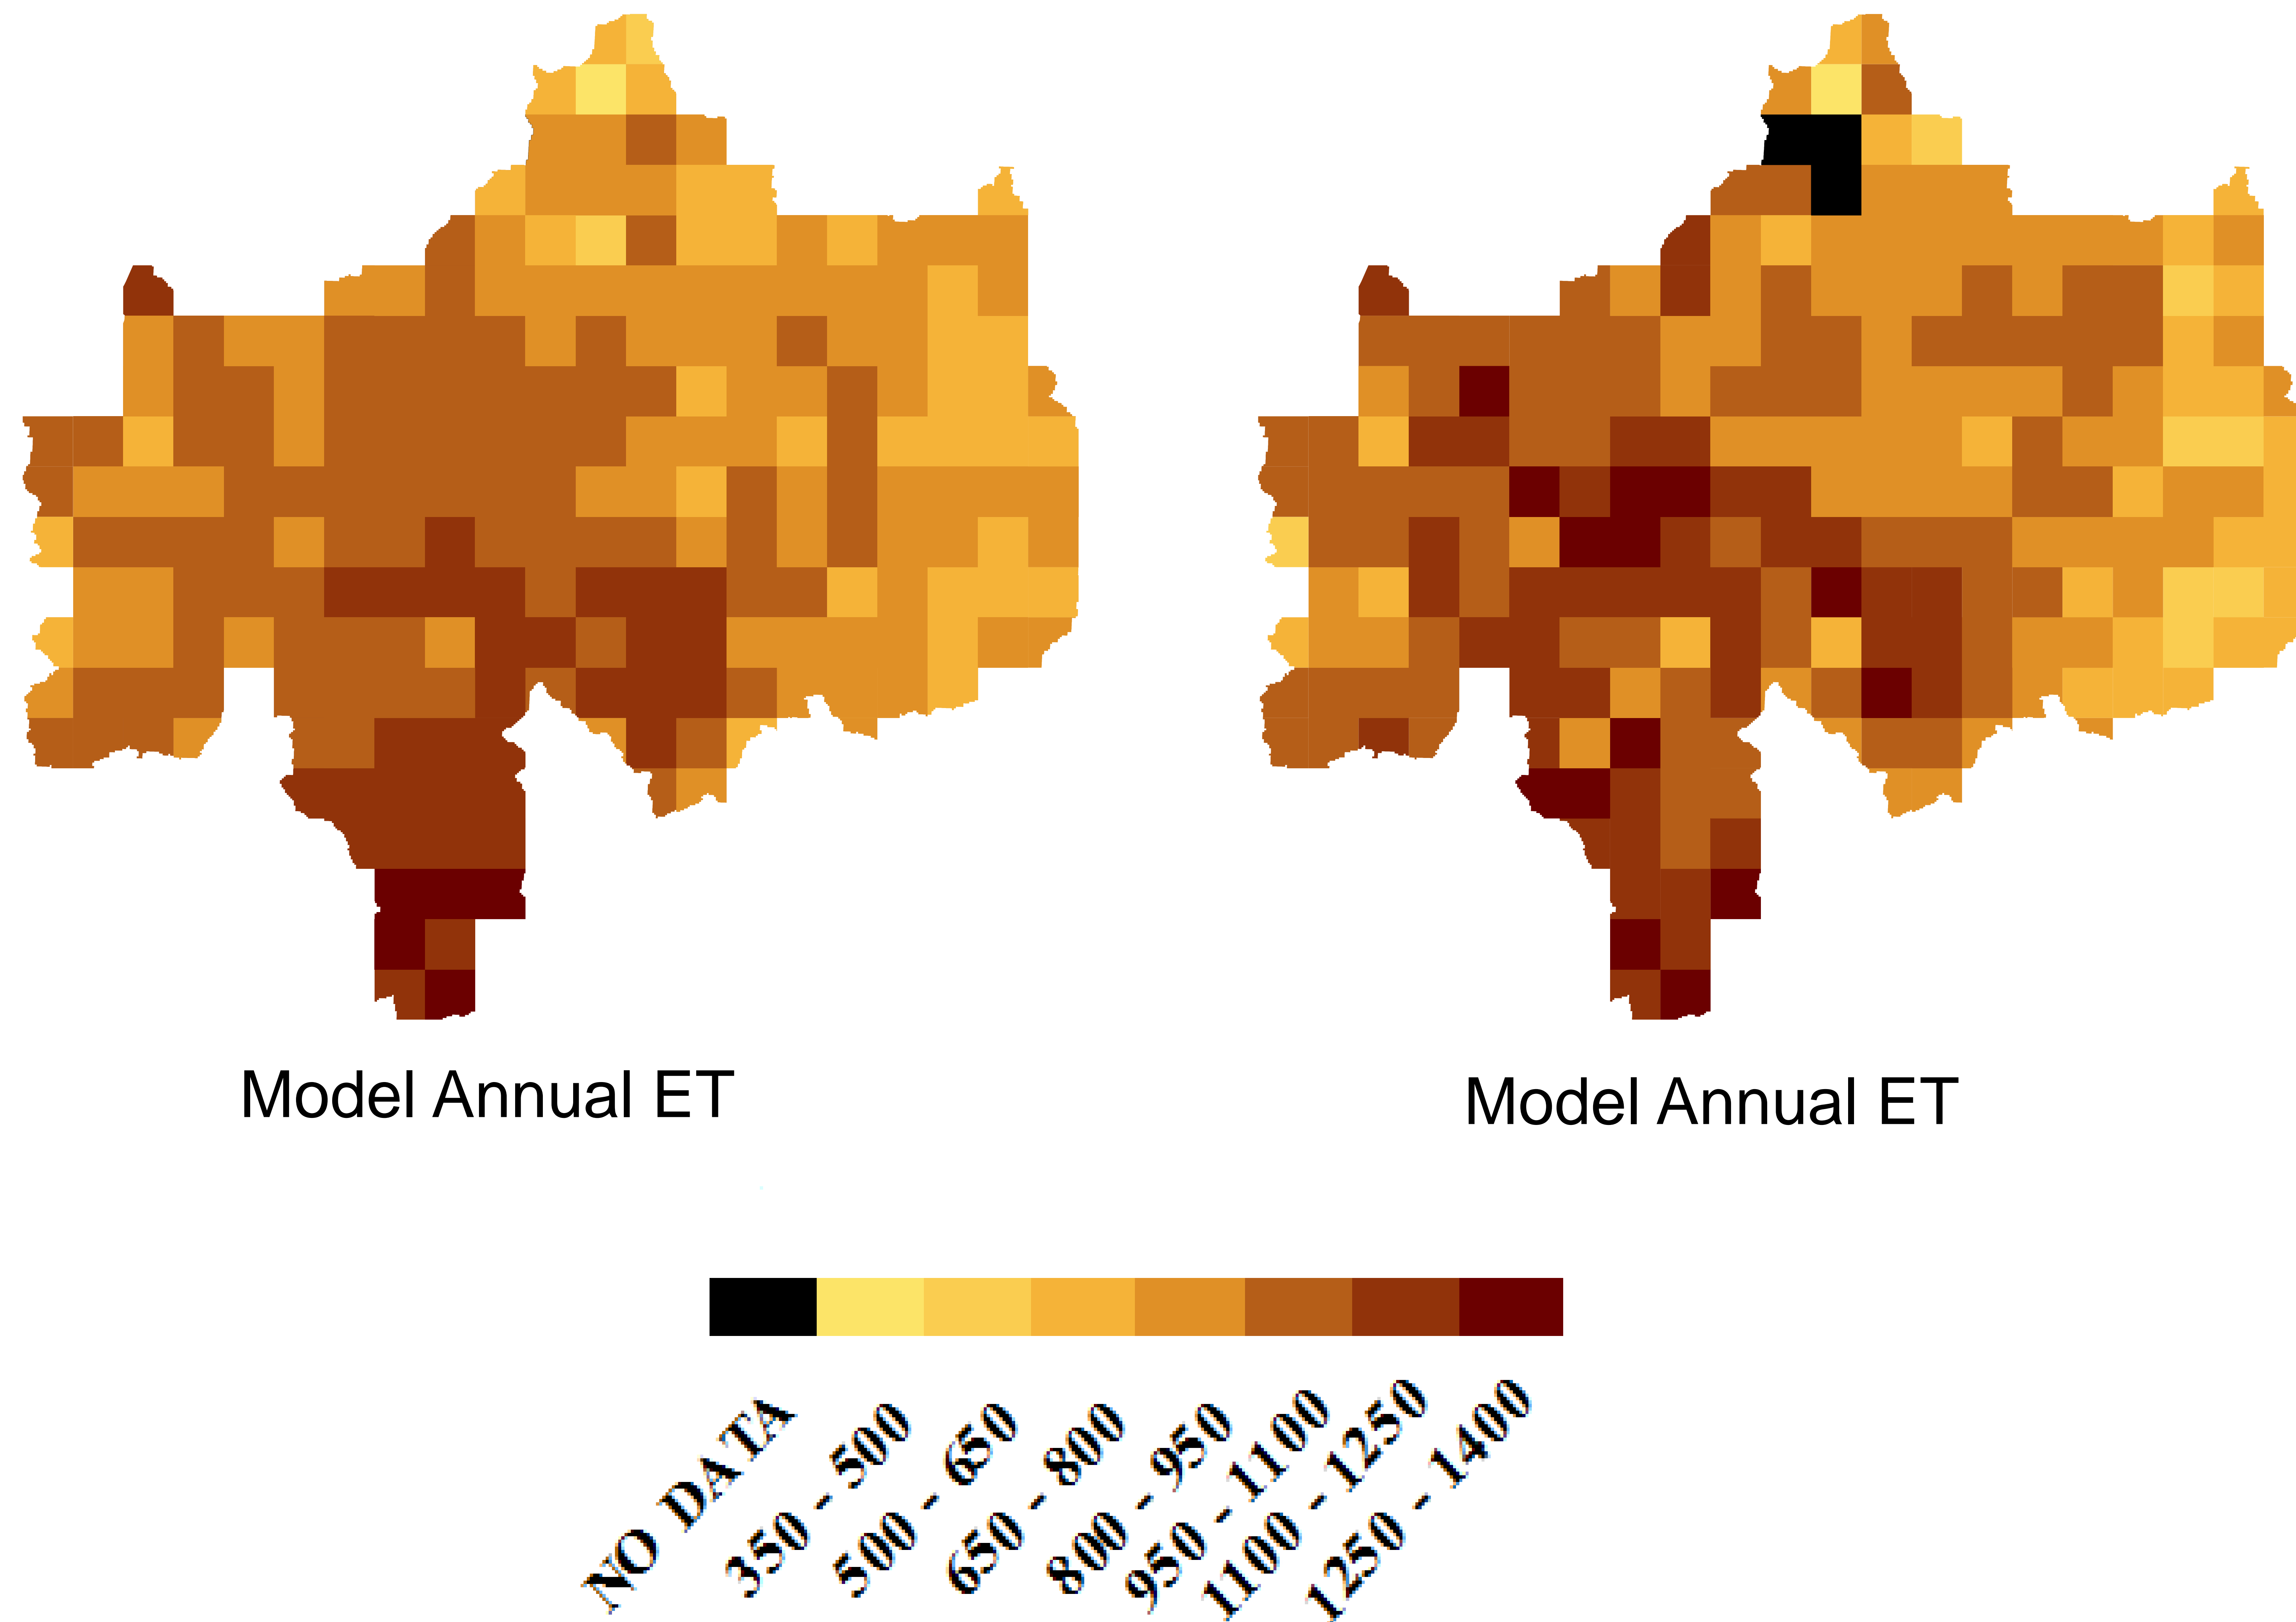 Model Annual ET
Model Annual ET
NO DATA
350 - 500
500 - 650
650 - 800
800 - 950
950 - 1100
1100 - 1250
1250 - 1400